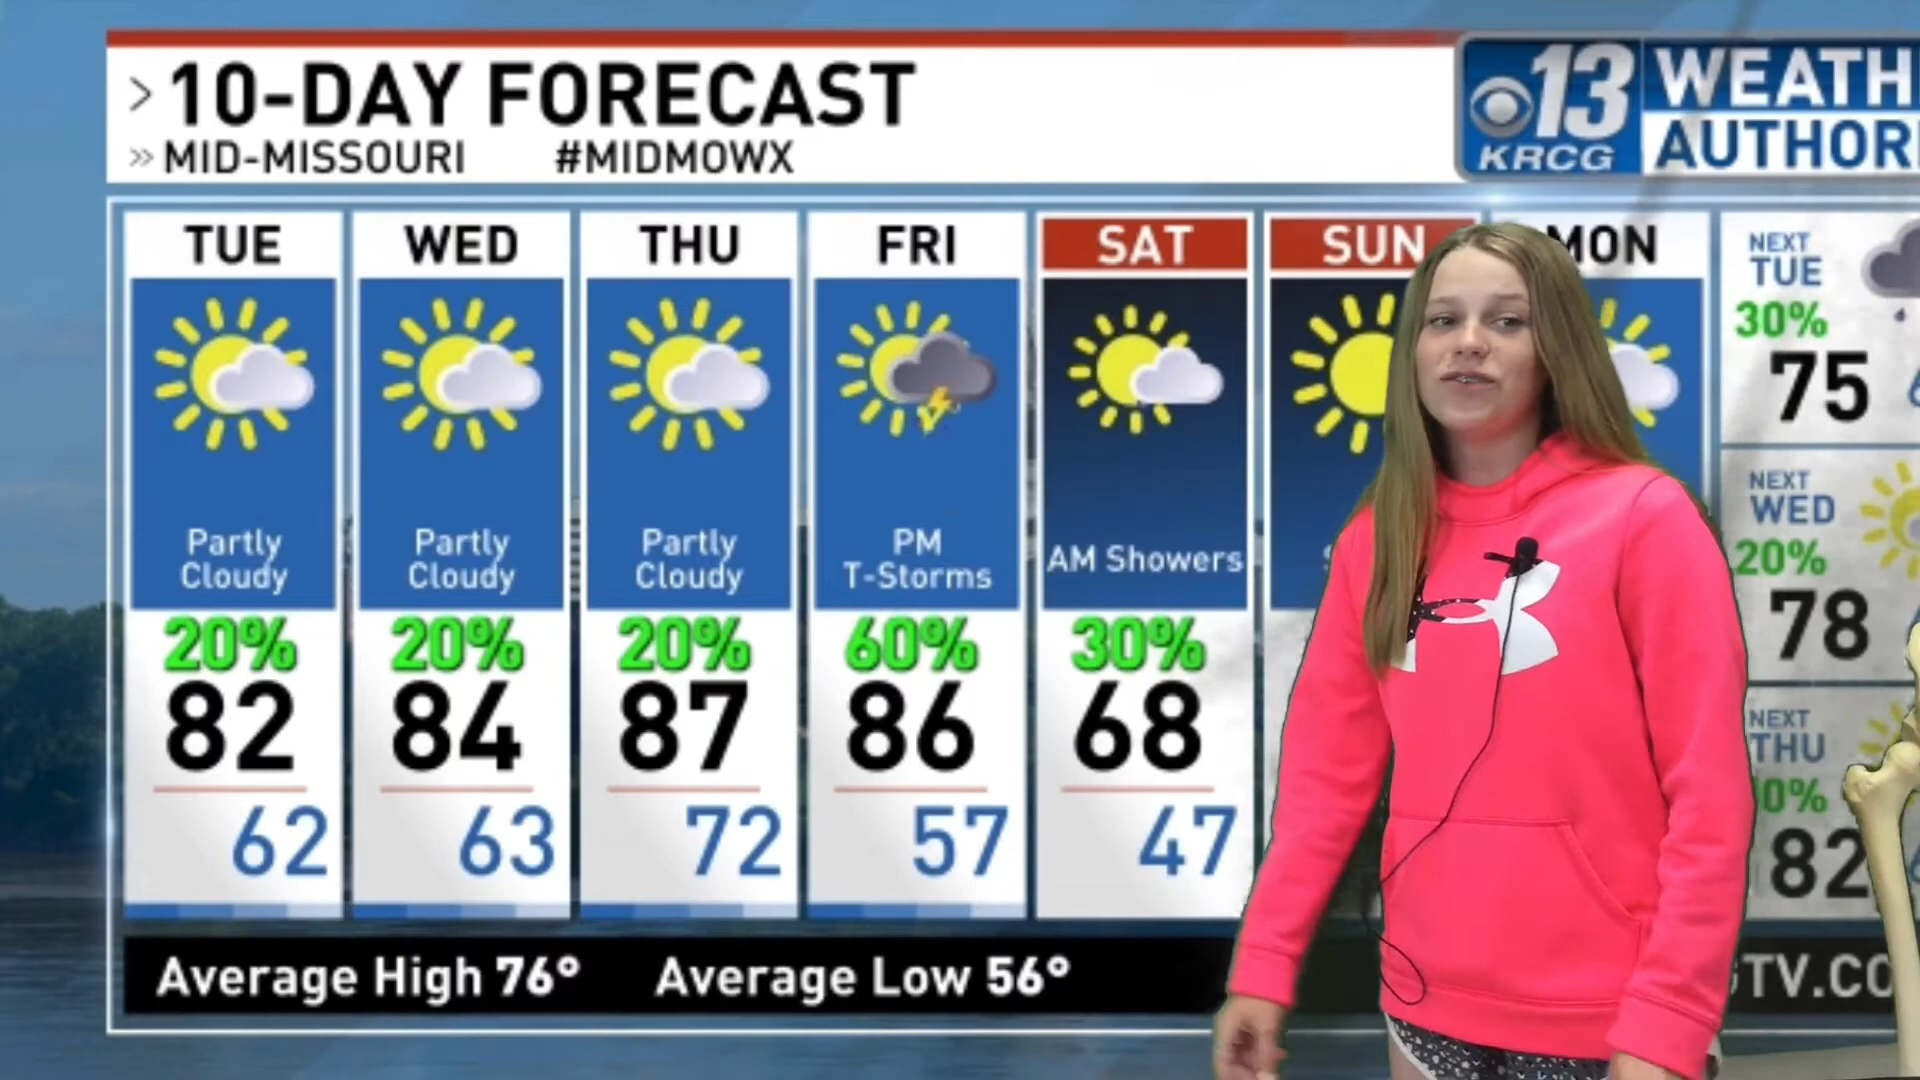 > 10-DAY FORECAST
» MID-MISSOURI #MIDMOWX
13
KRCG
AUTHOR
TUE WED THU FRI SAT SUN MON
Partly
Cloudy
20%
82
62
Partly
Cloudy
20%
84
63
Partly
Cloudy
20%
87
72
PM
T-Storms
60%
86
57
AM Showers
30%
68
47
NEXT
TUE
30%
75
NEXT
WED
20%
78
NEXT
THU
82
Average High 76° Average Low 56°
TV.CO